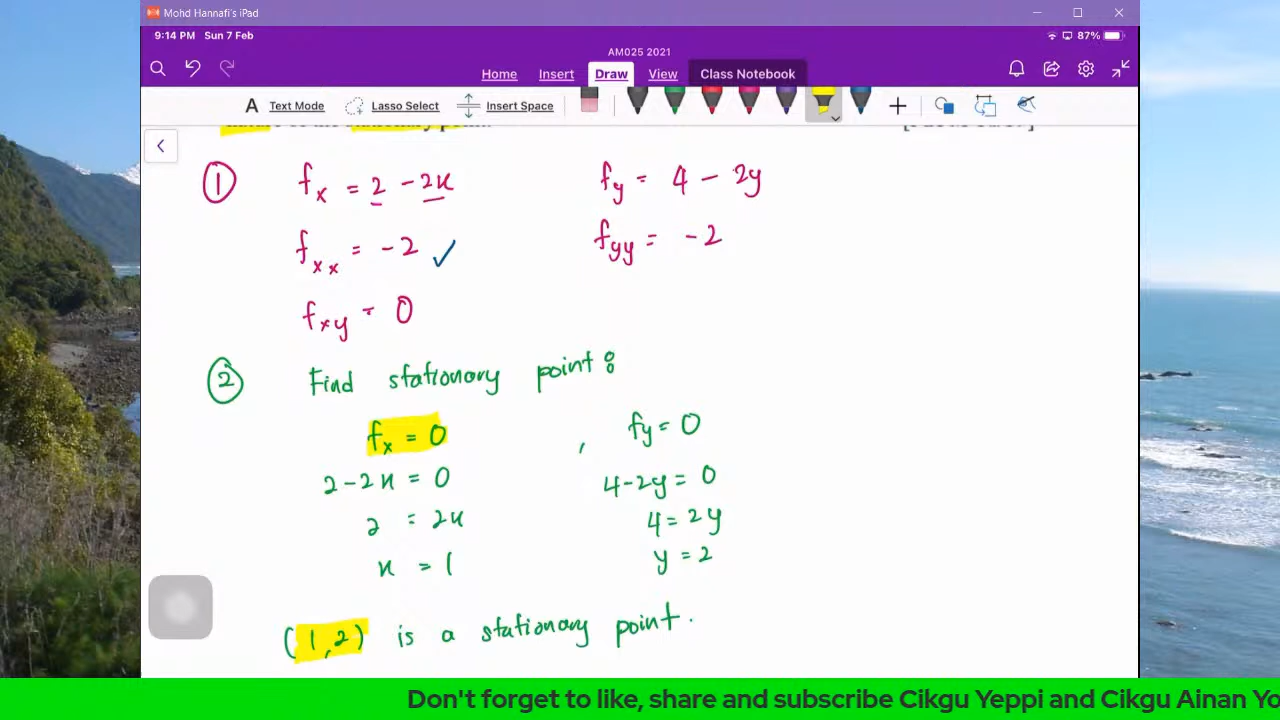 Mohd Hannafi's iPad
9:14 PM Sun 7 Feb 87%
AM025 2021
Home Insert Draw View Class Notebook
A Text Mode Lasso Select Insert Space
① fx = 2 - 2x fy = 4 - 2y
fxx = -2 ✓ fyy = -2
fxy = 0
② Find stationary point :
fx = 0 , fy = 0
2 - 2x = 0 4 - 2y = 0
2 = 2x 4 = 2y
x = 1 y = 2
(1,2) is a stationary point.
Don't forget to like, share and subscribe Cikgu Yeppi and Cikgu Ainan Yo